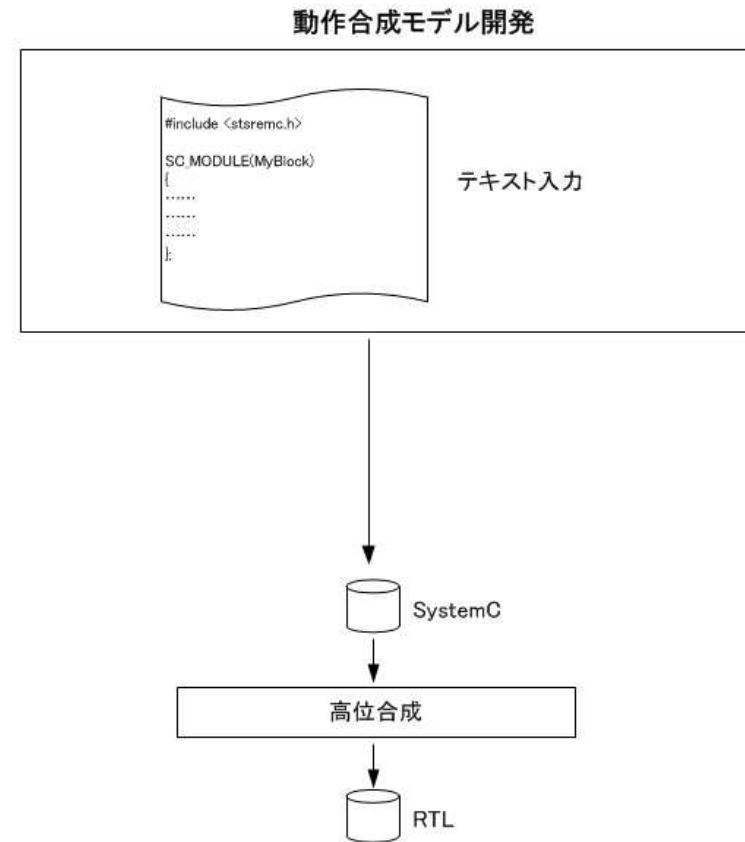 動作合成モデル開発
#include <stsremc.h>
SC_MODULE(MyBlock)
{
……
……
……
};
テキスト入力
SystemC
高位合成
RTL